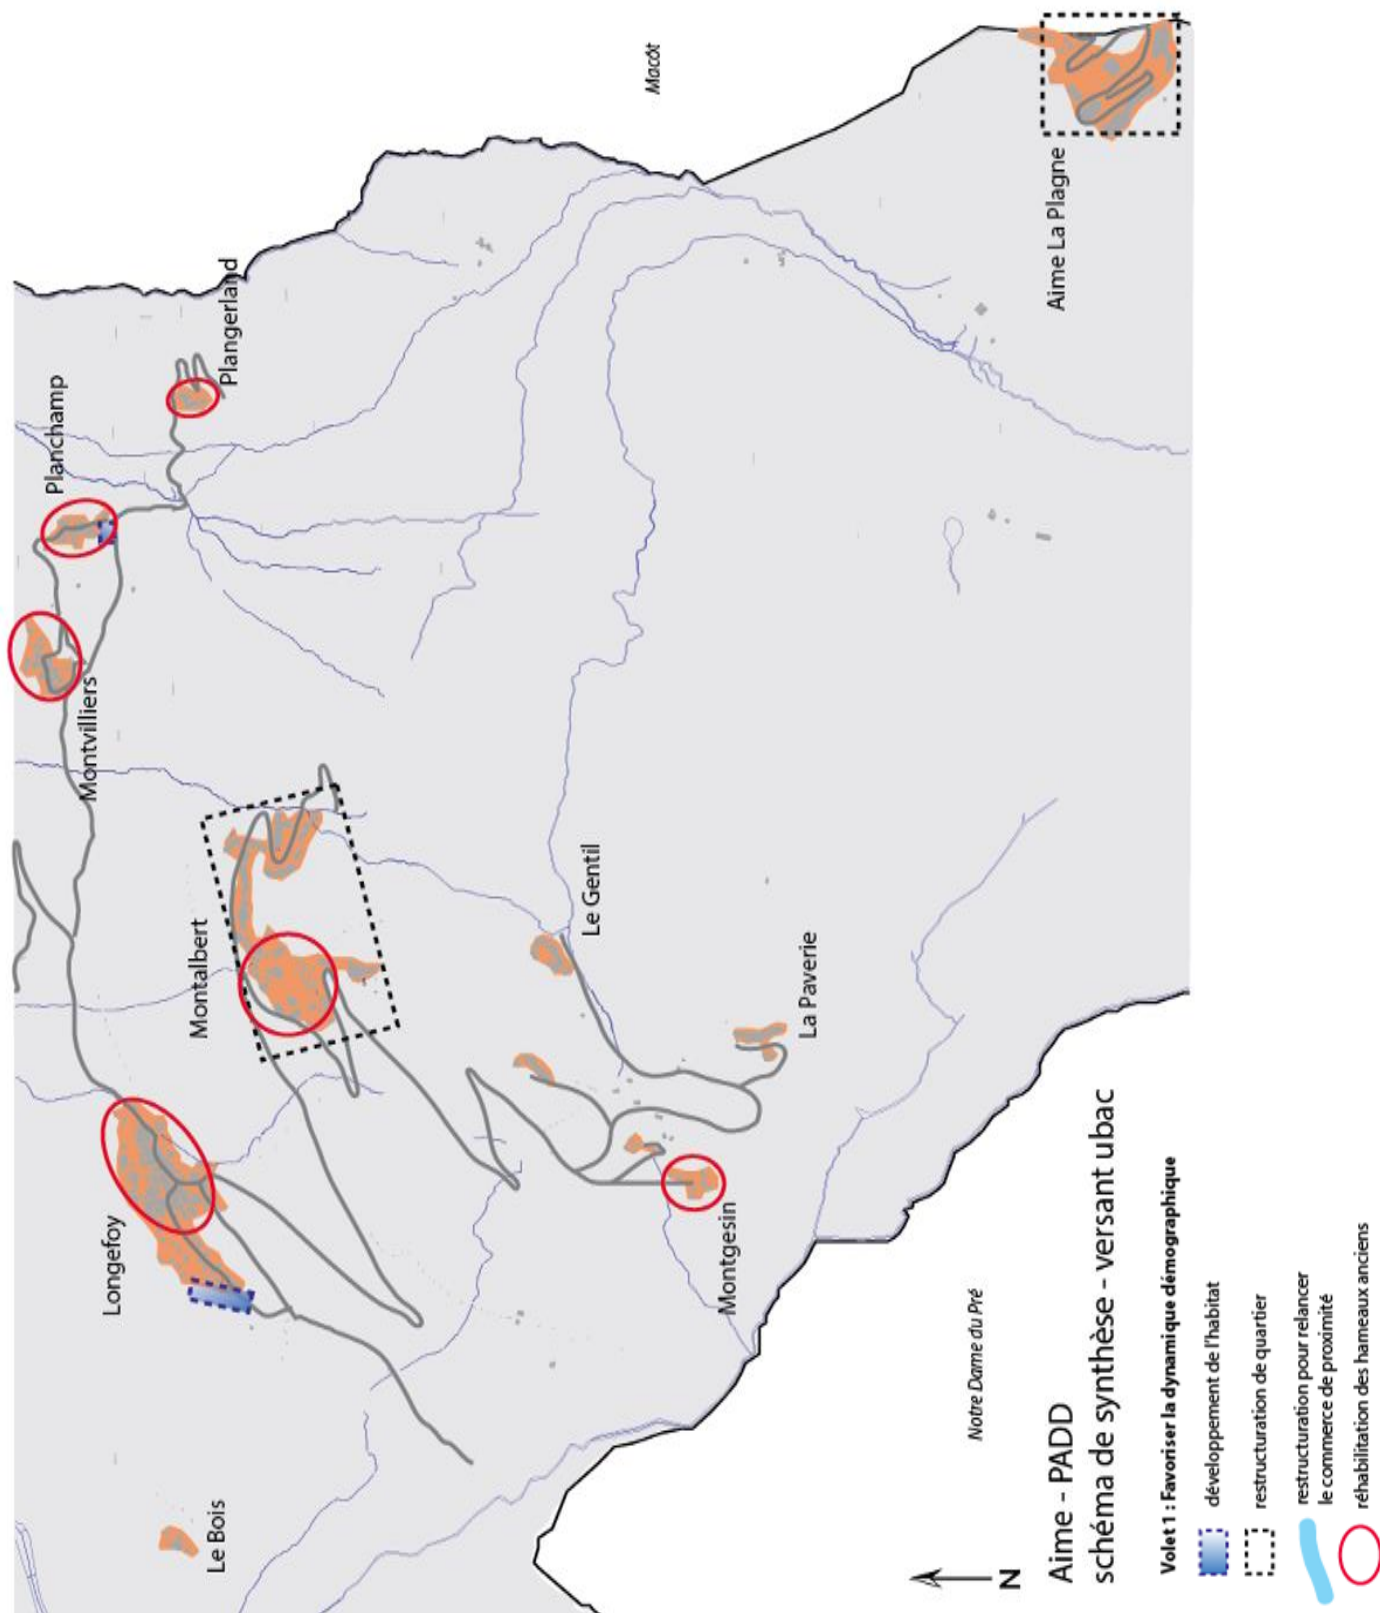 Macôt
Aime La Plagne
Plangerland
Planchamp
Montvilliers
Montalbert
Le Gentil
La Paverie
Longefoy
Montgesin
Le Bois
Notre Dame du Pré
N
Aime - PADD
schéma de synthèse - versant ubac
Volet 1 : Favoriser la dynamique démographique
développement de l'habitat
restructuration de quartier
restructuration pour relancer
le commerce de proximité
réhabilitation des hameaux anciens